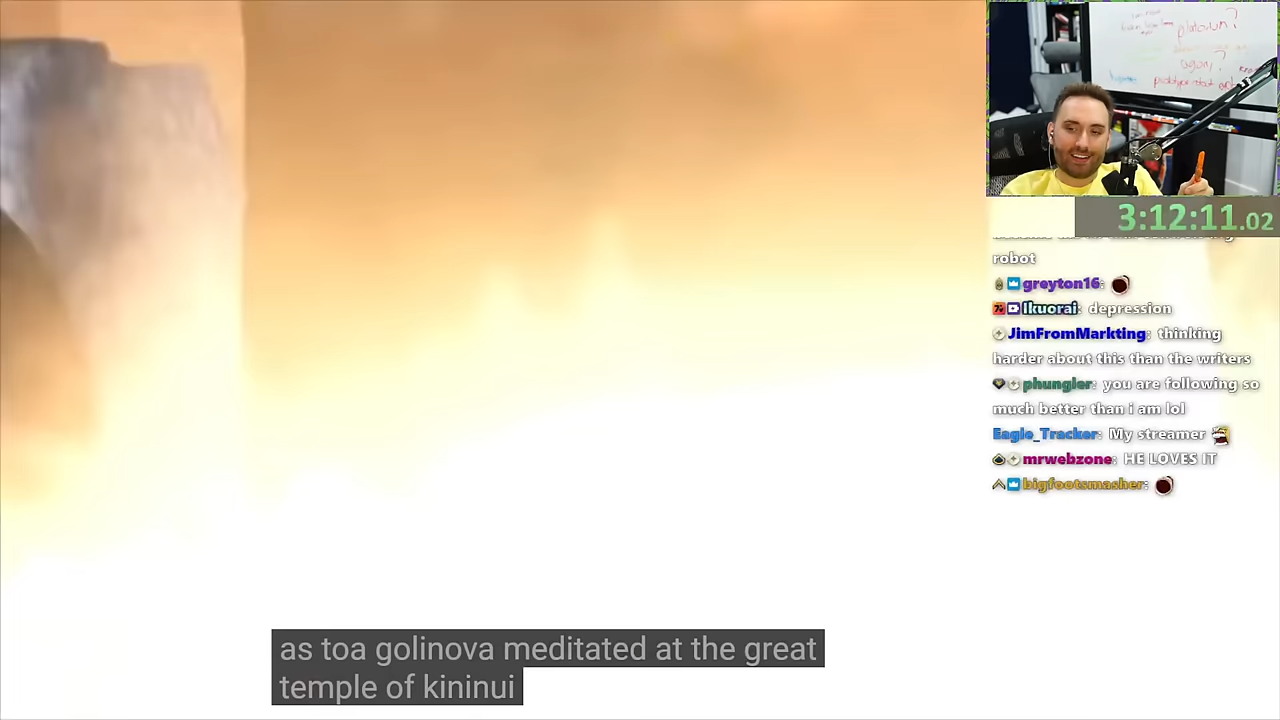 platinum?
agony?
3:12:11.02
robot
greyton16:
Ikuorai: depression
JimFromMarkting: thinking
harder about this than the writers
phungler: you are following so
much better than i am lol
Eagle_Tracker: My streamer
mrwebzone: HE LOVES IT
bigfootsmasher:
as toa golinova meditated at the great
temple of kininui